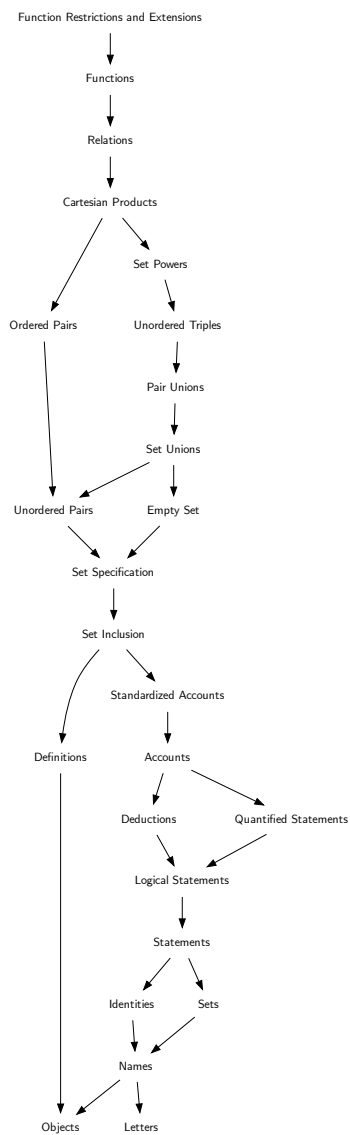 Function Restrictions and Extensions
Functions
Relations
Cartesian Products
Set Powers
Ordered Pairs
Unordered Triples
Pair Unions
Set Unions
Unordered Pairs
Empty Set
Set Specification
Set Inclusion
Standardized Accounts
Definitions
Accounts
Deductions
Quantified Statements
Logical Statements
Statements
Identities
Sets
Names
Objects
Letters